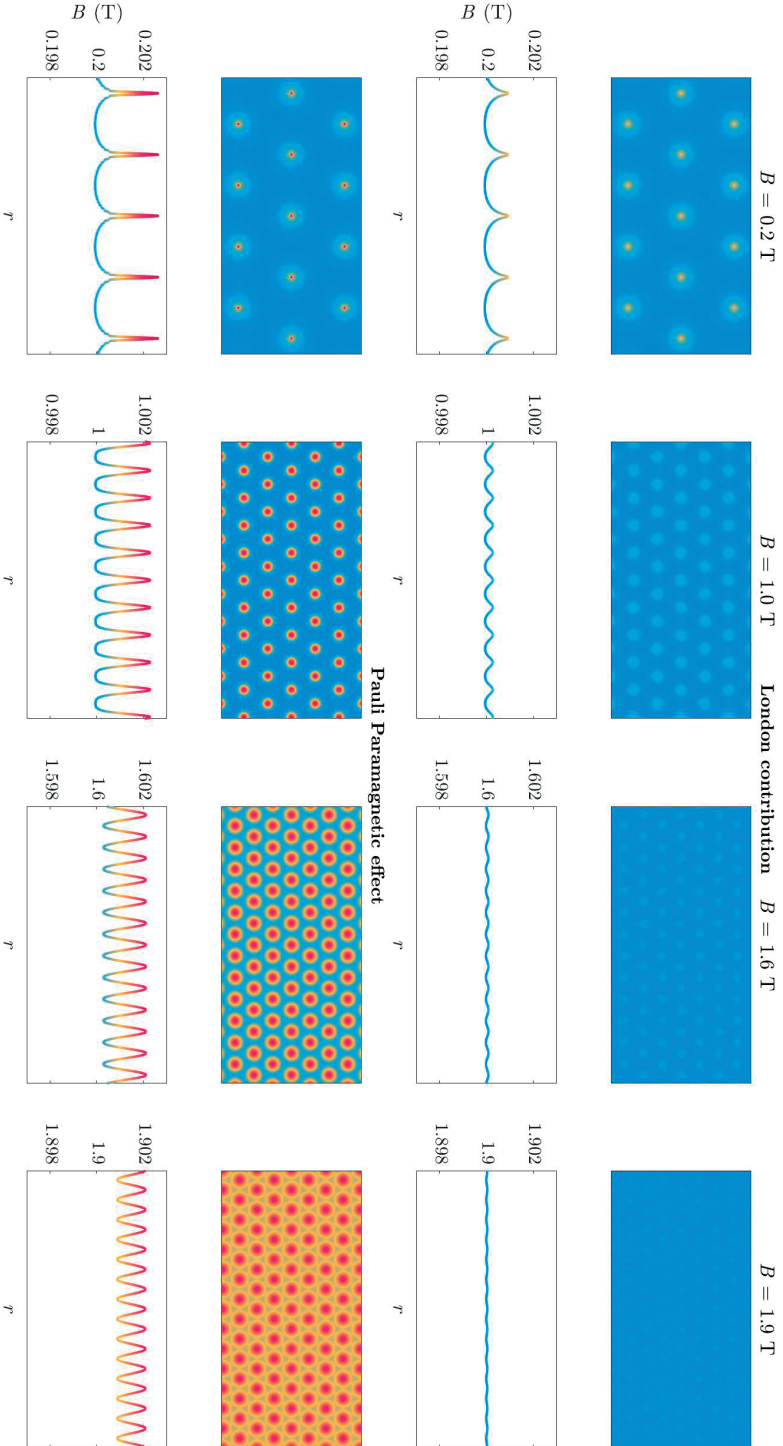 London contribution
B = 0.2 T
B = 1.0 T
B = 1.6 T
B = 1.9 T
B (T)
0.202
0.2
0.198
r
1.002
1
0.998
r
1.602
1.6
1.598
r
1.902
1.9
1.898
r
Pauli Paramagnetic effect
B (T)
0.202
0.2
0.198
r
1.002
1
0.998
r
1.602
1.6
1.598
r
1.902
1.9
1.898
r